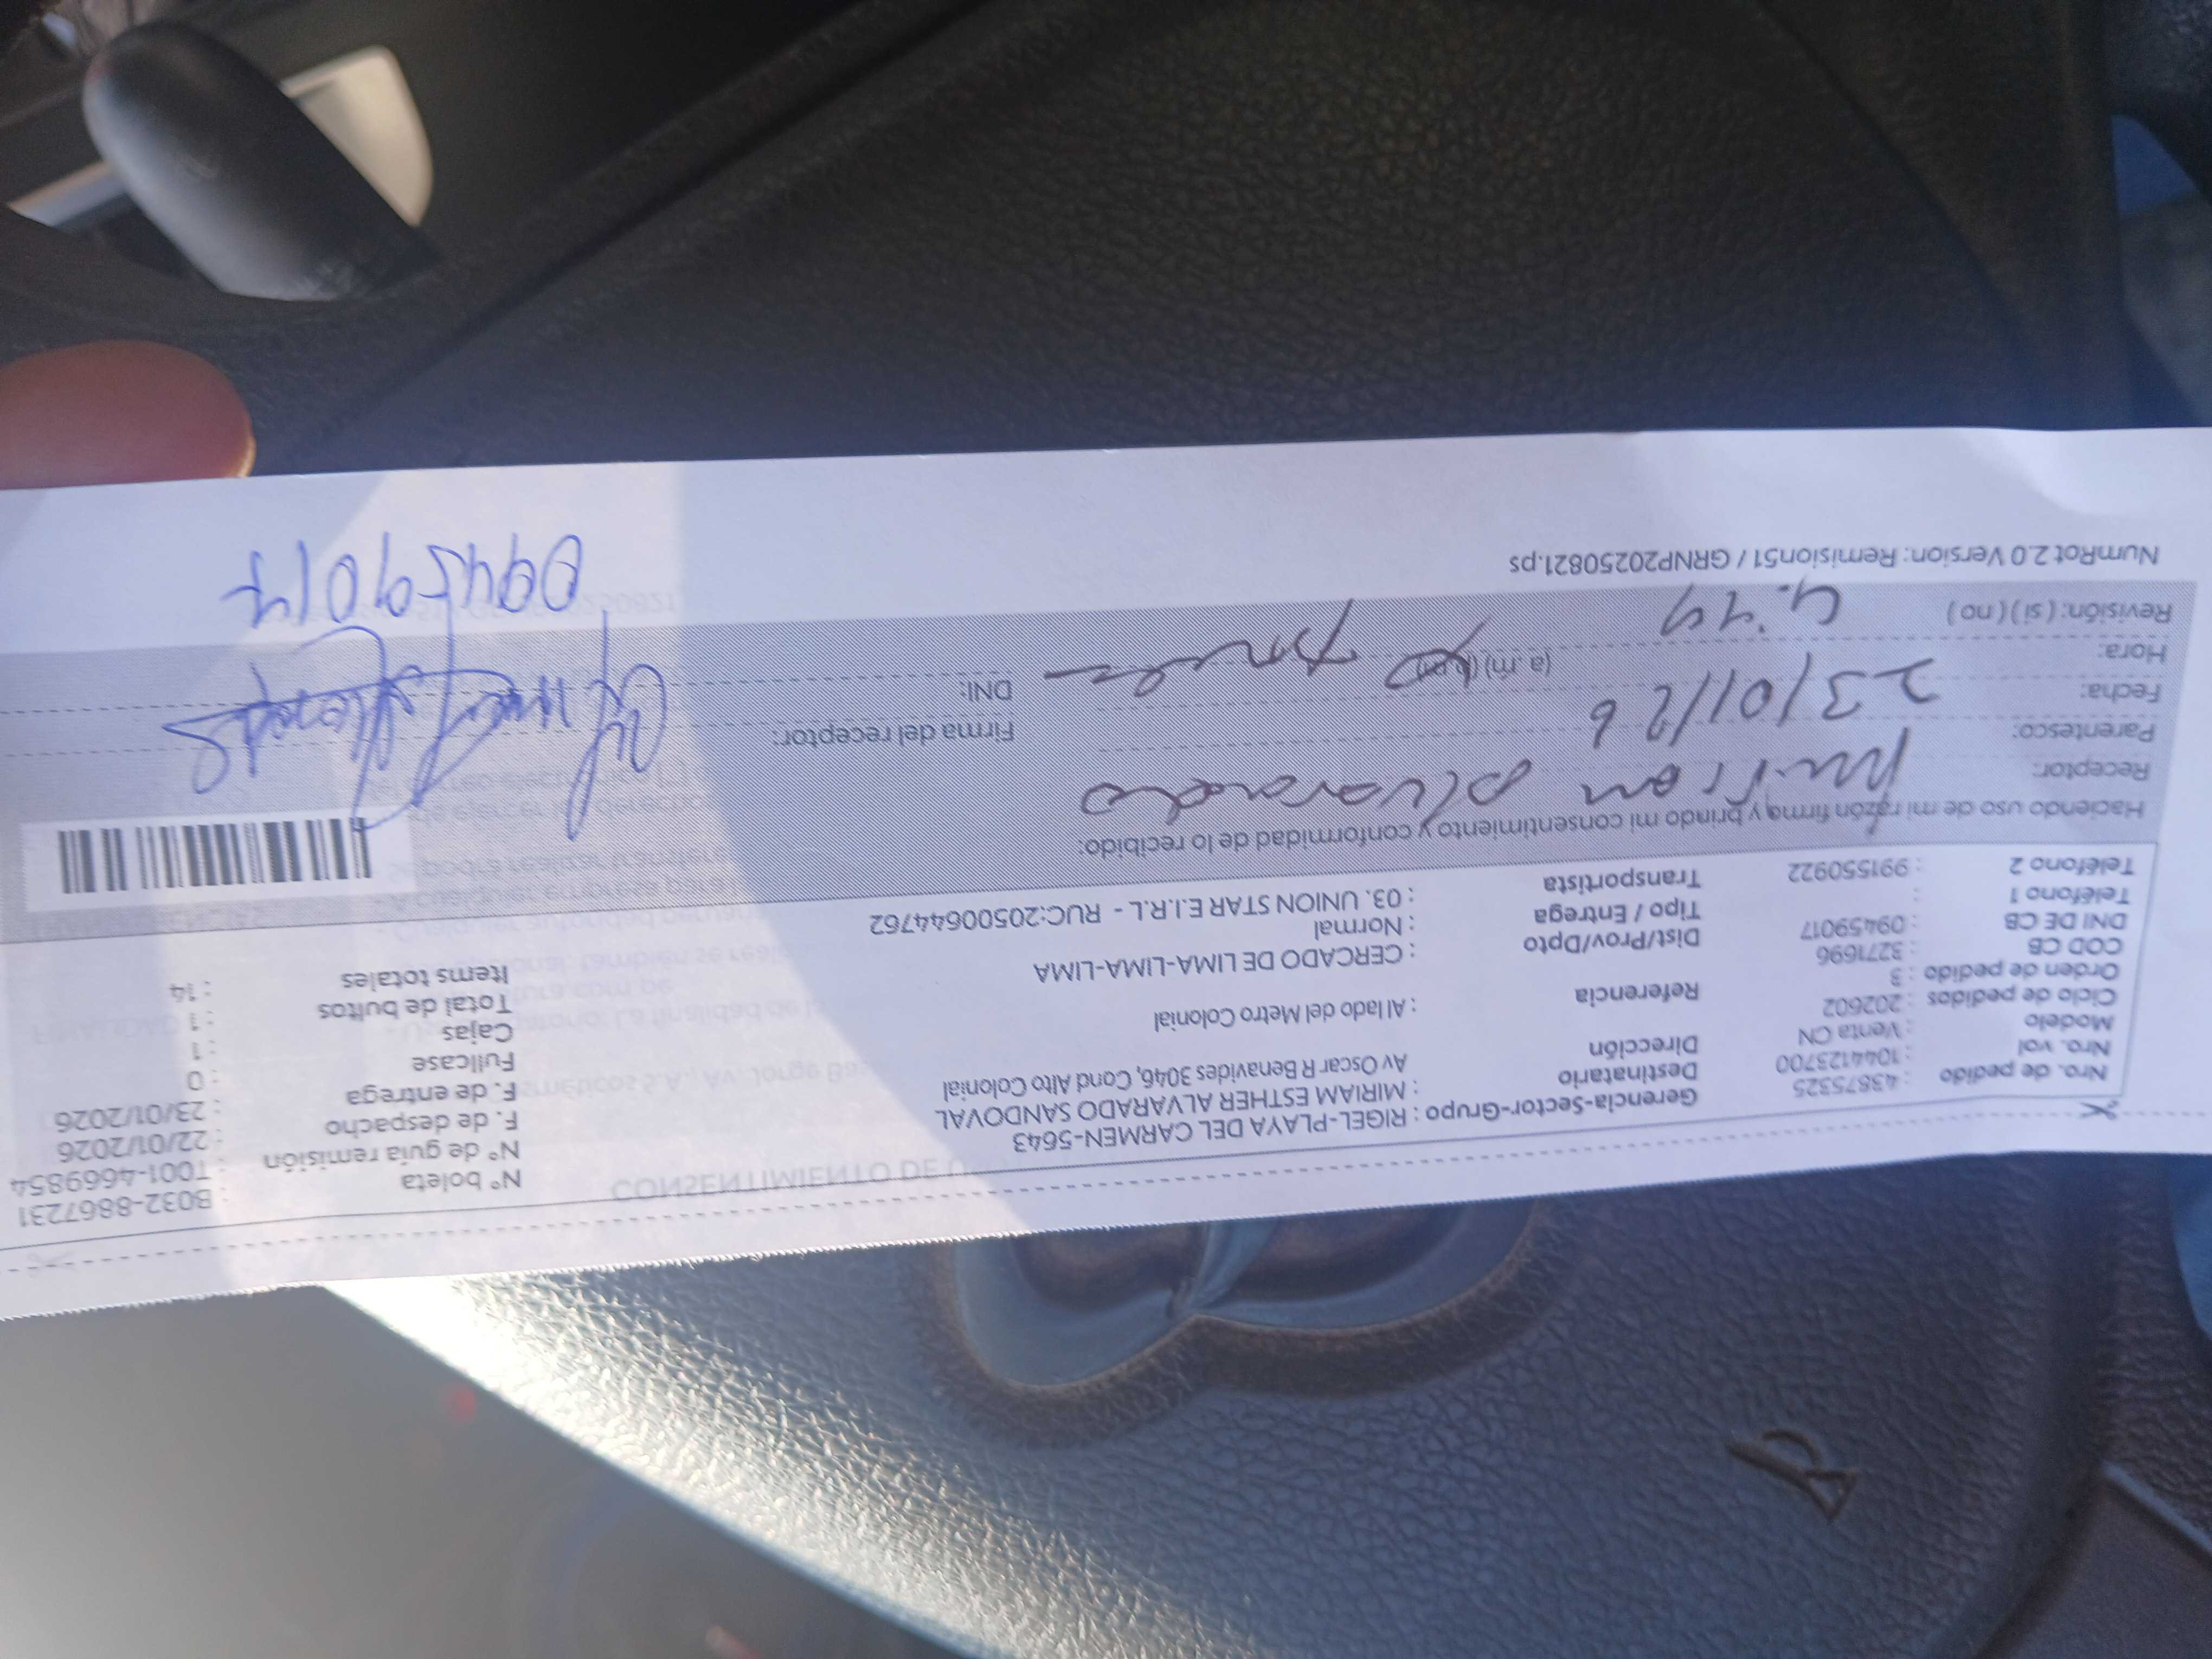 Nro. de pedido : 43875325
Nro. vol : 1044123700
Modelo : Venta CN
Ciclo de pedidos : 202602
Orden de pedido : 3
COD CB : 3271696
DNI DE CB : 09459017
Teléfono 1 :
Teléfono 2 : 991550922
Gerencia-Sector-Grupo : RIGEL-PLAYA DEL CARMEN-5643
Destinatario : MIRIAM ESTHER ALVARADO SANDOVAL
Dirección Av Oscar R Benavides 3046, Cond Alto Colonial
Referencia : Al lado del Metro Colonial
Dist/Prov/Dpto : CERCADO DE LIMA-LIMA-LIMA
Tipo / Entrega : Normal
Transportista : 03. UNION STAR E.I.R.L - RUC:20500644762
N° boleta : B032-8867231
N° de guía remisión : T001-4669854
F. de despacho : 22/01/2026
F. de entrega : 23/01/2026
Fullcase : 0
Cajas : 1
Total de bultos : 1
Items totales : 14
Haciendo uso de mi razón firma y brindo mi consentimiento y conformidad de lo recibido:
Receptor: Miriam Alvarado
Parentesco:
Fecha: 23/01/26
Hora: 4:44 (a.m) (p.m)
Revisión: ( si ) ( no )
Firma del receptor:
DNI:
09459017
NumRot 2.0 Version: Remision51 / GRNP20250821.ps
CONSENTIMIENTO DE